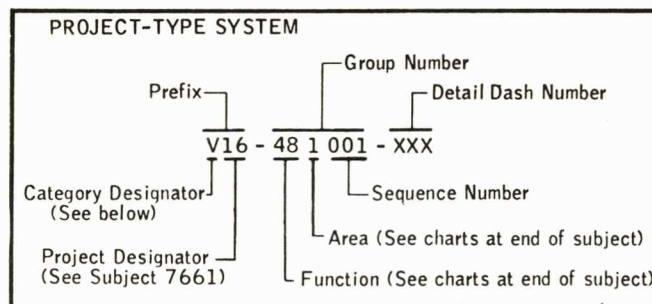 PROJECT-TYPE SYSTEM
Group Number
Prefix
Detail Dash Number
V16 - 48 1 001 - XXX
Category Designator
(See below)
Sequence Number
Area (See charts at end of subject)
Project Designator
(See Subject 7661)
Function (See charts at end of subject)